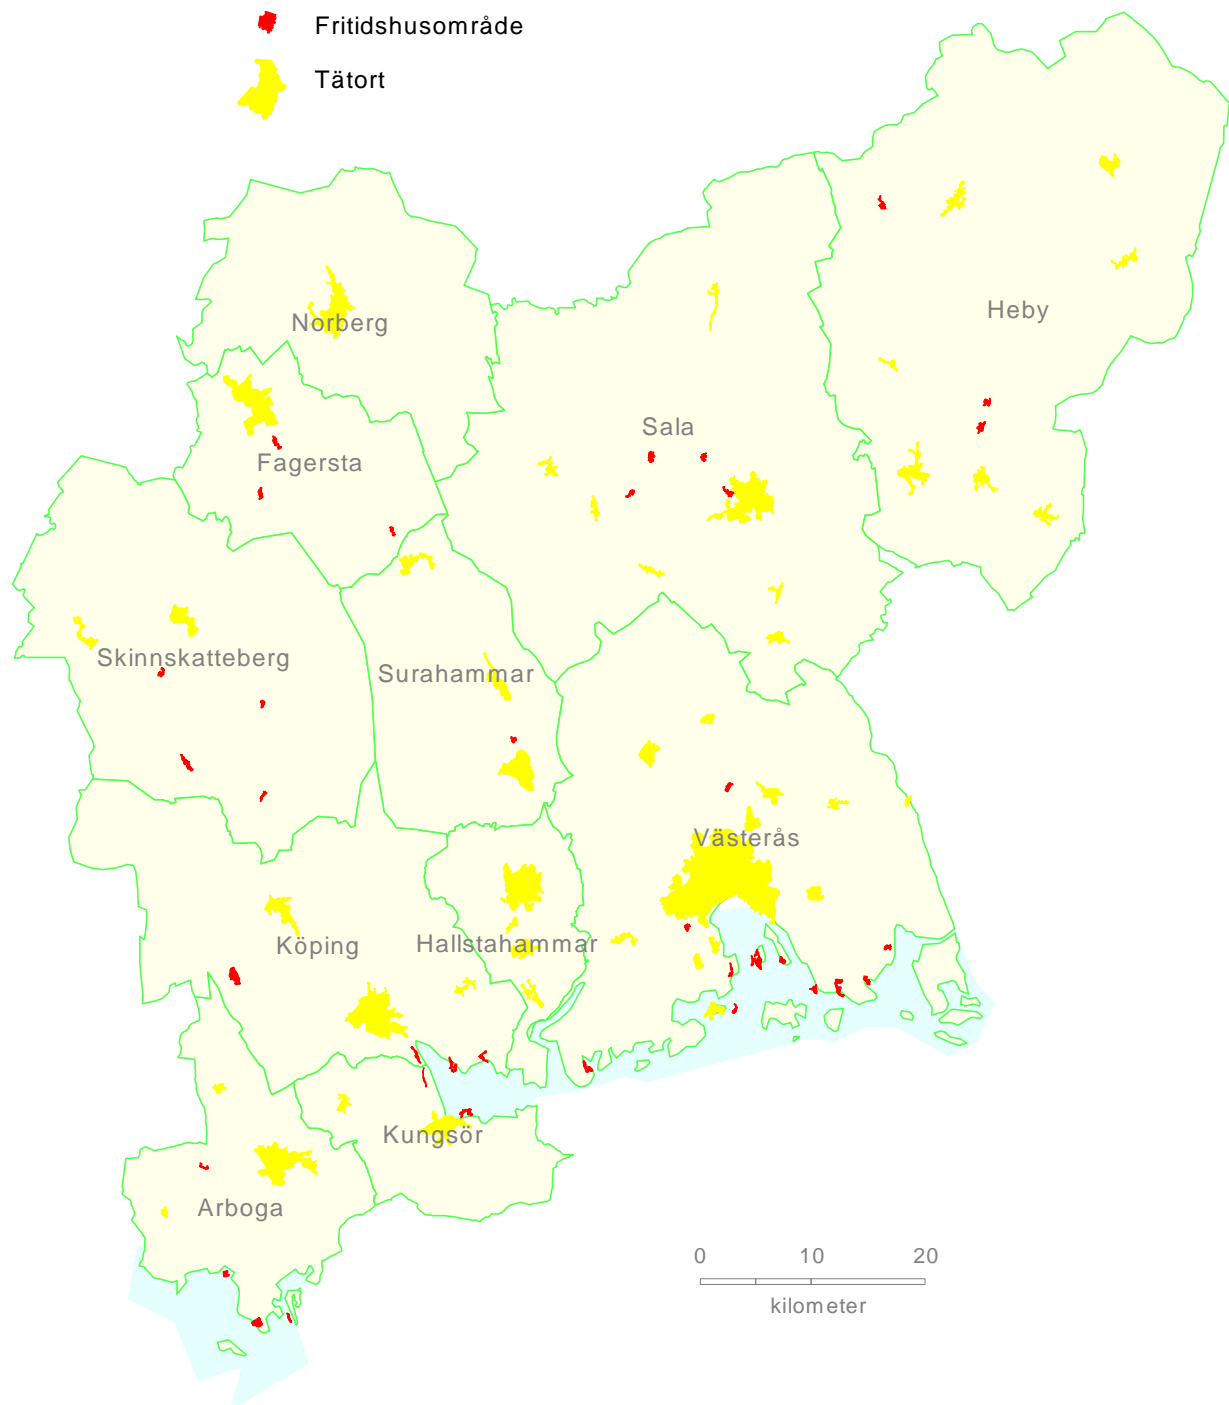 Fritidshusområde
Tätort
Norberg
Heby
Sala
Fagersta
Skinnskatteberg
Surahammar
Västerås
Köping
Hallstahammar
Kungsör
Arboga
0 10 20
kilometer